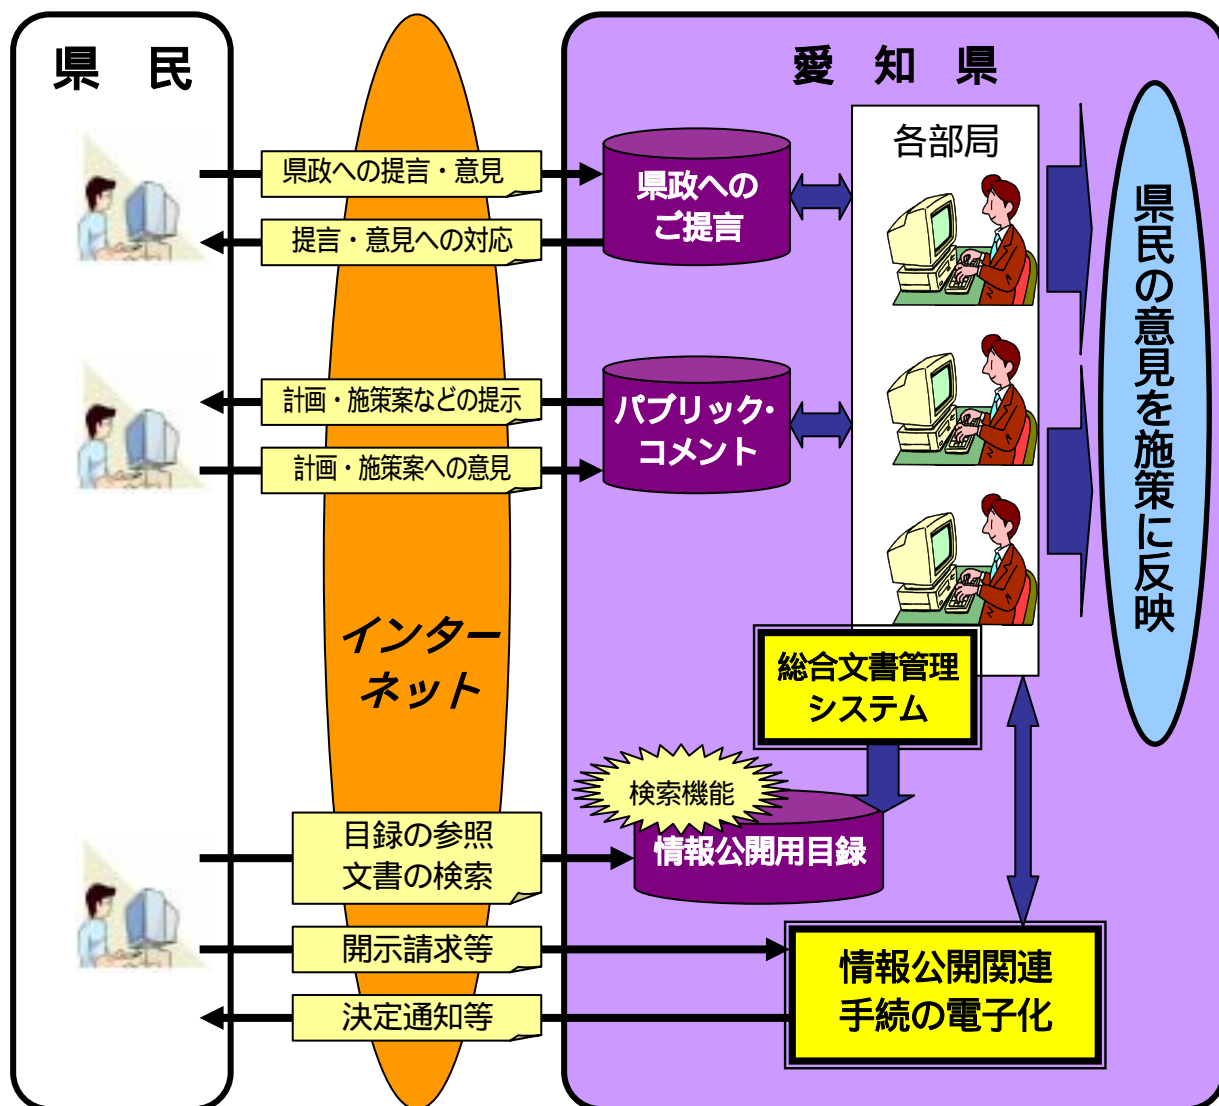 県 民
愛 知 県
各部局
県政への提言・意見
提言・意見への対応
県政への
ご提言
計画・施策案などの提示
計画・施策案への意見
パブリック・
コメント
県民の意見を施策に反映
インター
ネット
総合文書管理
システム
検索機能
情報公開用目録
目録の参照
文書の検索
開示請求等
決定通知等
情報公開関連
手続の電子化